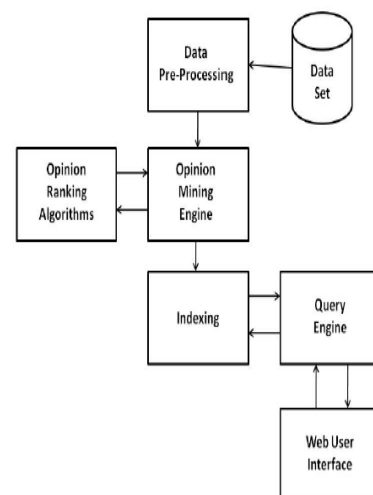 Data
Pre-Processing
Data
Set
Opinion
Ranking
Algorithms
Opinion
Mining
Engine
Indexing
Query
Engine
Web User
Interface